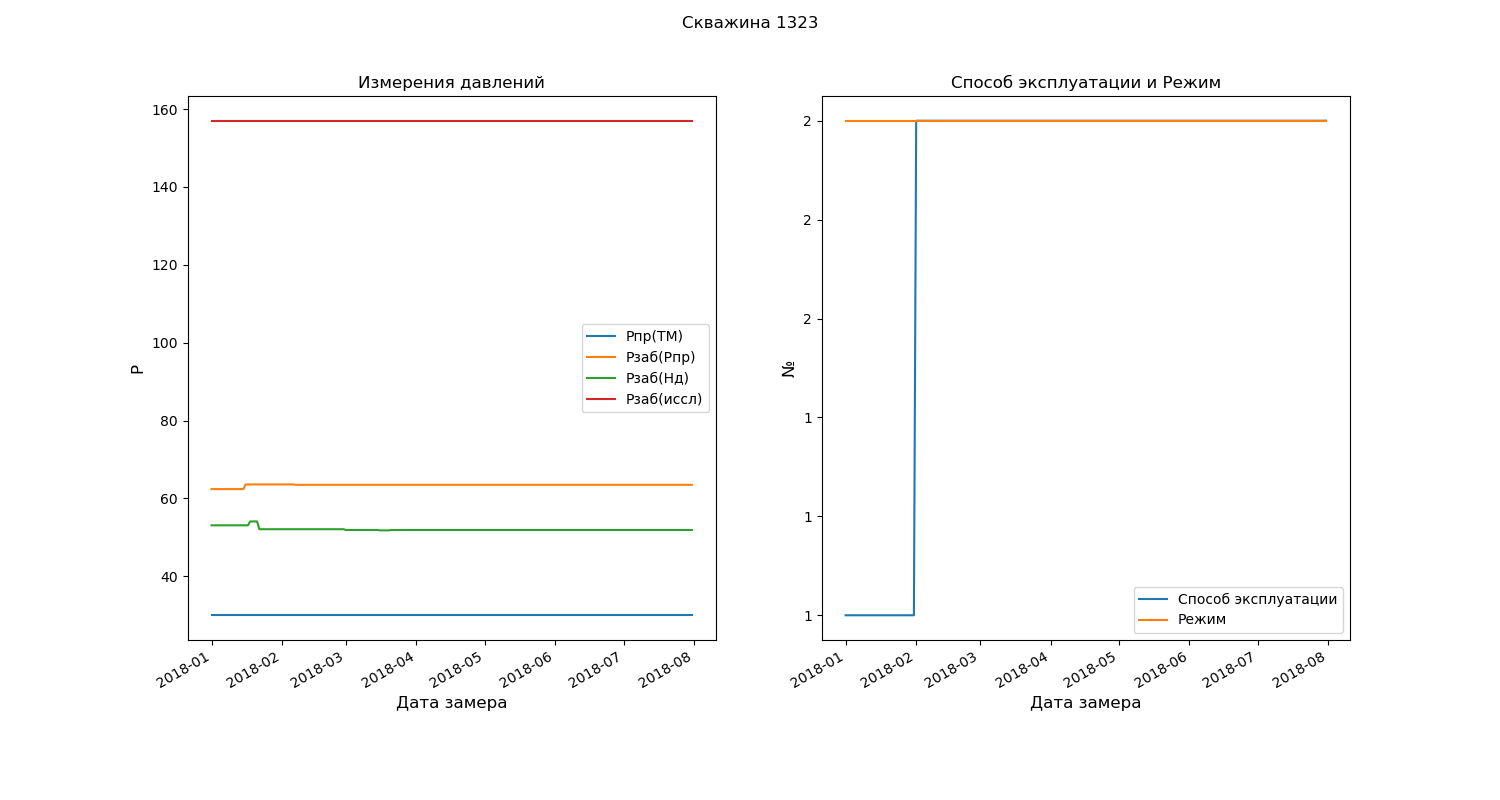 Скважина 1323
Измерения давлений
160
140
120
100
80
60
40
P
Рпр(ТМ)
Рзаб(Рпр)
Рзаб(Нд)
Рзаб(иссл)
2018-01
2018-02
2018-03
2018-04
2018-05
2018-06
2018-07
2018-08
Дата замера
Способ эксплуатации и Режим
2
2
2
1
1
1
№
Способ эксплуатации
Режим
2018-01
2018-02
2018-03
2018-04
2018-05
2018-06
2018-07
2018-08
Дата замера